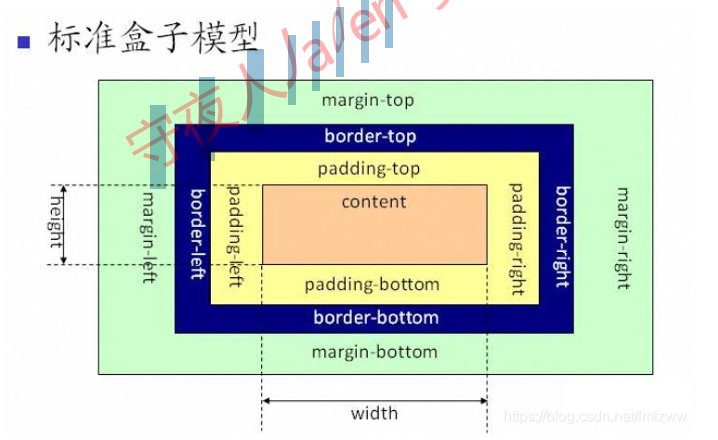 标准盒子模型
守夜人Jalen
margin-top
border-top
padding-top
content
height
margin-left
border-left
padding-left
padding-right
border-right
margin-right
padding-bottom
border-bottom
margin-bottom
width
https://blog.csdn.net/lmlzww